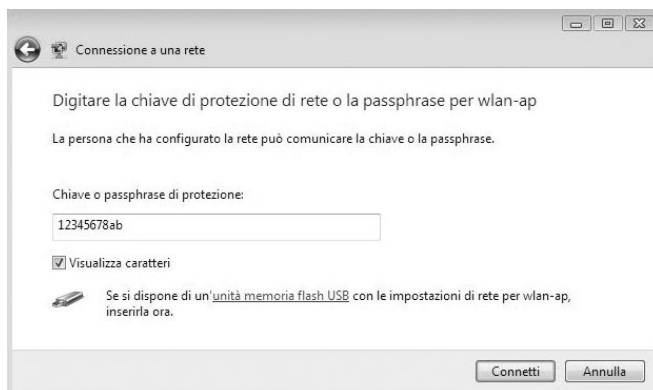 Connessione a una rete
Digitare la chiave di protezione di rete o la passphrase per wlan-ap
La persona che ha configurato la rete può comunicare la chiave o la passphrase.
Chiave o passphrase di protezione:
12345678ab
Visualizza caratteri
Se si dispone di un'unità memoria flash USB con le impostazioni di rete per wlan-ap,
inserirla ora.
Connetti
Annulla